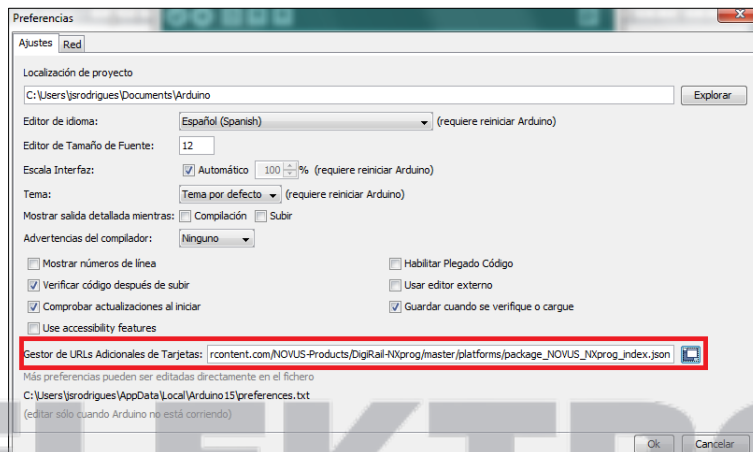 Preferencias
Ajustes Red
Localización de proyecto
C:\Users\jsrodrigues\Documents\Arduino Explorar
Editor de idioma: Español (Spanish) (requiere reiniciar Arduino)
Editor de Tamaño de Fuente: 12
Escala Interfaz: Automático 100 % (requiere reiniciar Arduino)
Tema: Tema por defecto (requiere reiniciar Arduino)
Mostrar salida detallada mientras: Compilación Subir
Advertencias del compilador: Ninguno
Mostrar números de línea Habilitar Plegado Código
Verificar código después de subir Usar editor externo
Comprobar actualizaciones al iniciar Guardar cuando se verifique o cargue
Use accessibility features
Gestor de URLs Adicionales de Tarjetas: rcontent.com/NOVUS-Products/DigiRail-NXprog/master/platforms/package_NOVUS_NXprog_index.json
Más preferencias pueden ser editadas directamente en el fichero
C:\Users\jsrodrigues\AppData\Local\Arduino15\preferences.txt
(editar sólo cuando Arduino no está corriendo)
Ok Cancelar